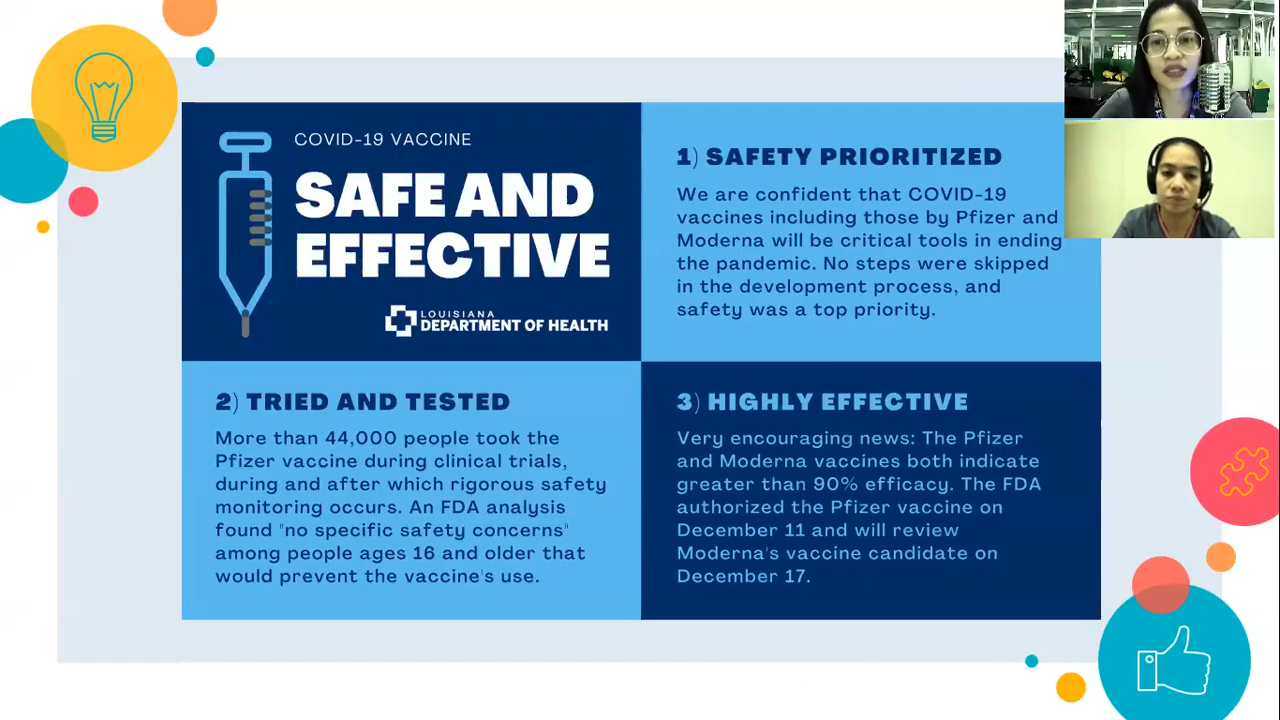 COVID-19 VACCINE
SAFE AND
EFFECTIVE
LOUISIANA
DEPARTMENT OF HEALTH
1) SAFETY PRIORITIZED
We are confident that COVID-19
vaccines including those by Pfizer and
Moderna will be critical tools in ending
the pandemic. No steps were skipped
in the development process, and
safety was a top priority.
2) TRIED AND TESTED
More than 44,000 people took the
Pfizer vaccine during clinical trials,
during and after which rigorous safety
monitoring occurs. An FDA analysis
found "no specific safety concerns"
among people ages 16 and older that
would prevent the vaccine's use.
3) HIGHLY EFFECTIVE
Very encouraging news: The Pfizer
and Moderna vaccines both indicate
greater than 90% efficacy. The FDA
authorized the Pfizer vaccine on
December 11 and will review
Moderna's vaccine candidate on
December 17.